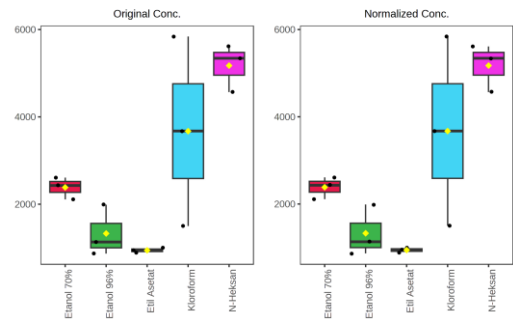 Original Conc.
6000
4000
2000
Etanol 70%
Etanol 96%
Etil Asetat
Kloroform
N-Heksan
Normalized Conc.
6000
4000
2000
Etanol 70%
Etanol 96%
Etil Asetat
Kloroform
N-Heksan